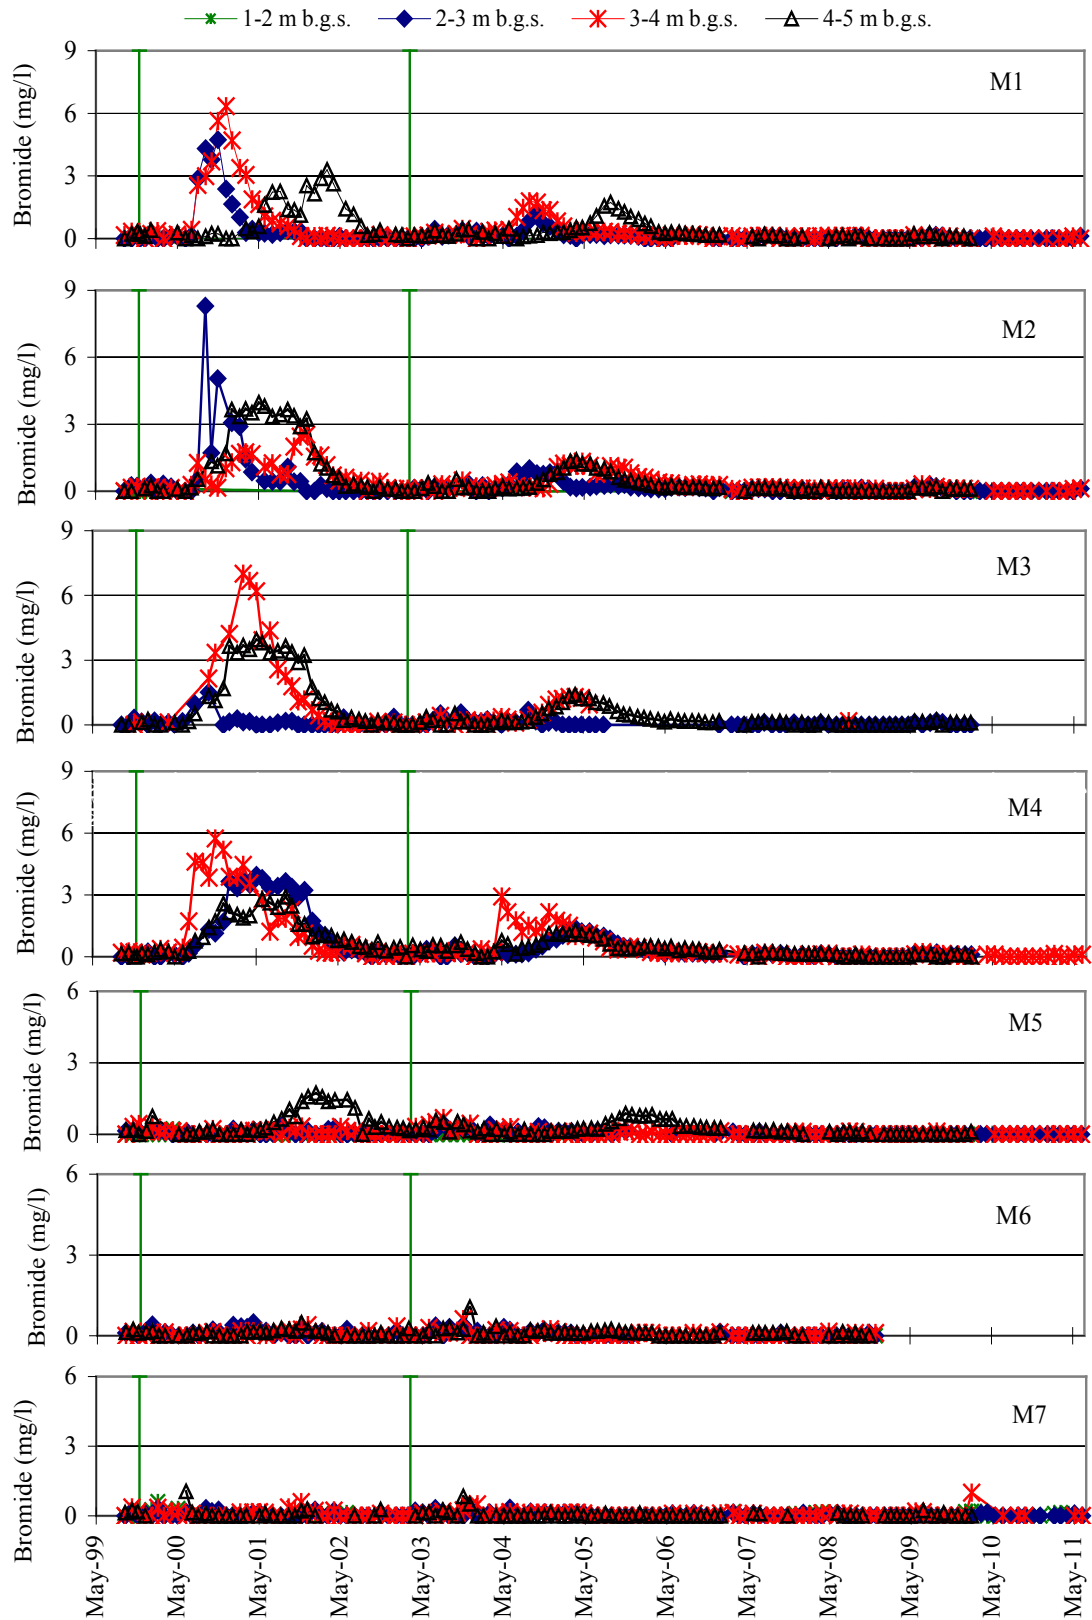 1-2 m b.g.s. 2-3 m b.g.s. 3-4 m b.g.s. 4-5 m b.g.s.
9
6
3
0
Bromide (mg/l)
M1
9
6
3
0
Bromide (mg/l)
M2
9
6
3
0
Bromide (mg/l)
M3
9
6
3
0
Bromide (mg/l)
M4
6
3
0
Bromide (mg/l)
M5
6
3
0
Bromide (mg/l)
M6
6
3
0
Bromide (mg/l)
M7
May-99 May-00 May-01 May-02 May-03 May-04 May-05 May-06 May-07 May-08 May-09 May-10 May-11